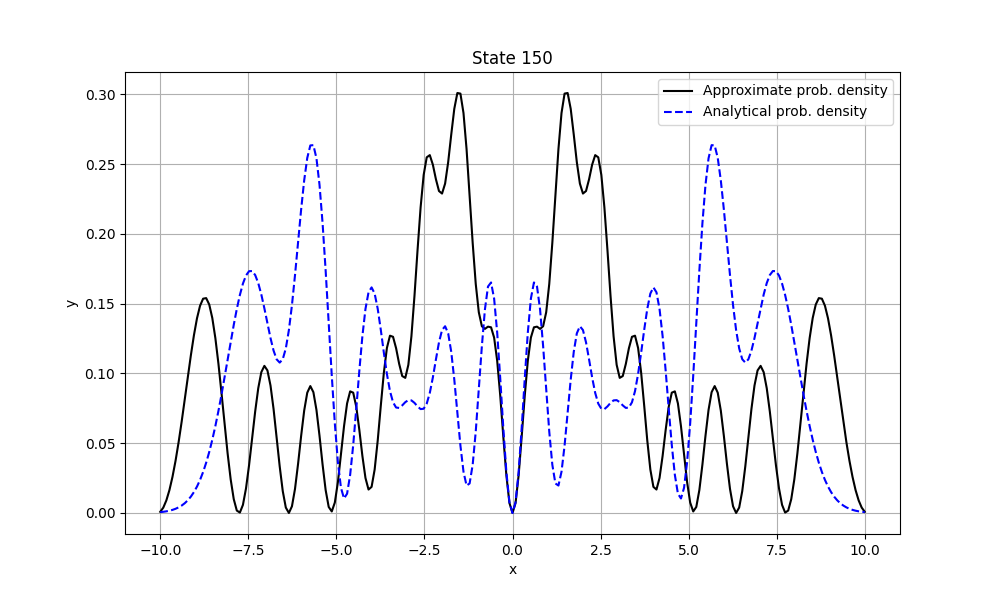 State 150
Approximate prob. density
Analytical prob. density
0.30
0.25
0.20
0.15
0.10
0.05
0.00
y
−10.0 −7.5 −5.0 −2.5 0.0 2.5 5.0 7.5 10.0
x